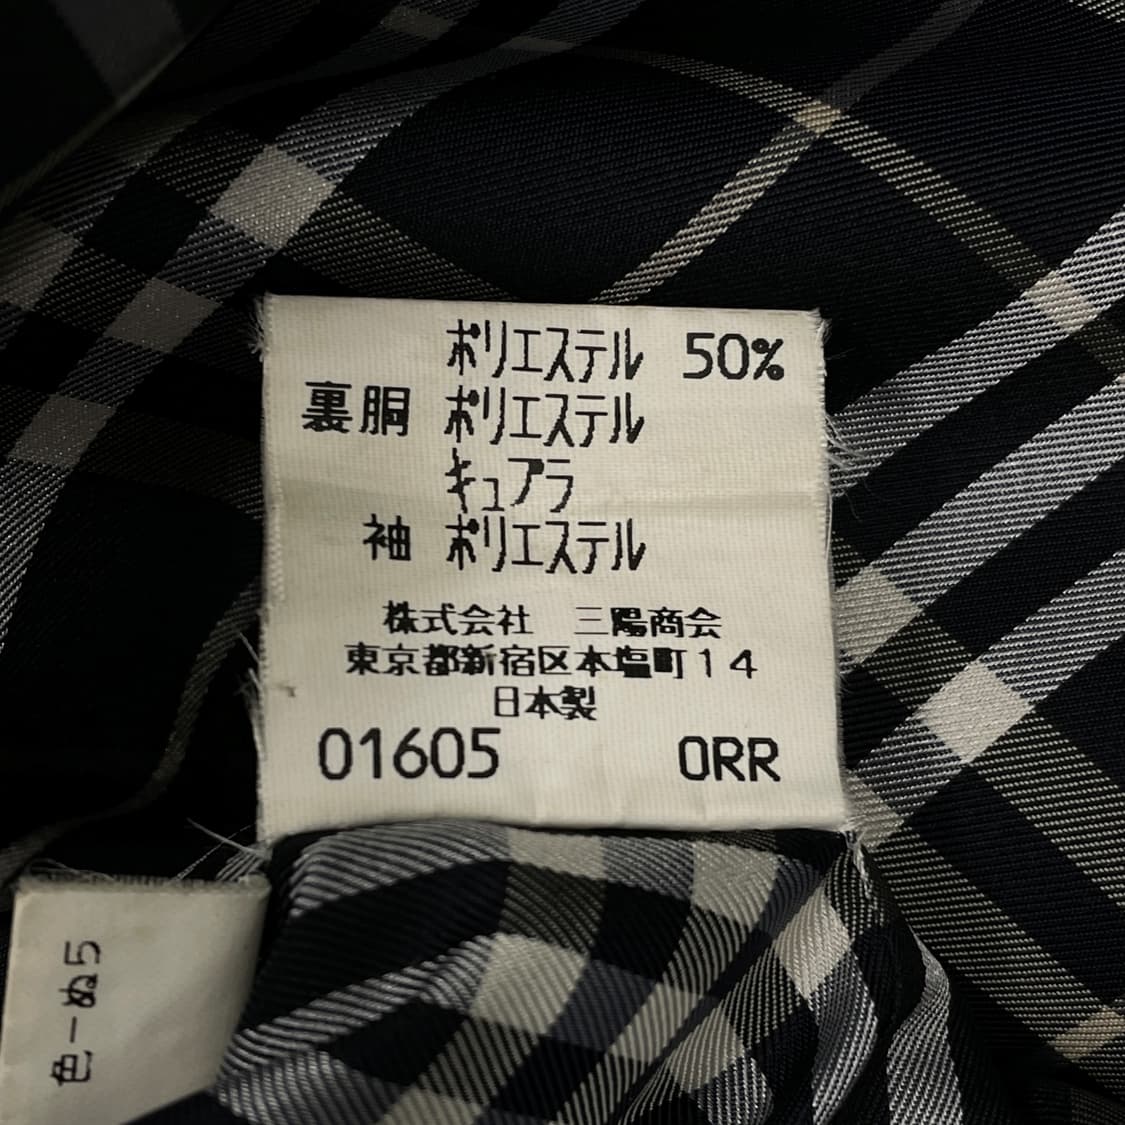 ポリエステル 50%
裏胴 ポリエステル
キュプラ
袖 ポリエステル
株式会社 三陽商会
東京都新宿区本塩町14
日本製
01605 0RR
色-ぬ5